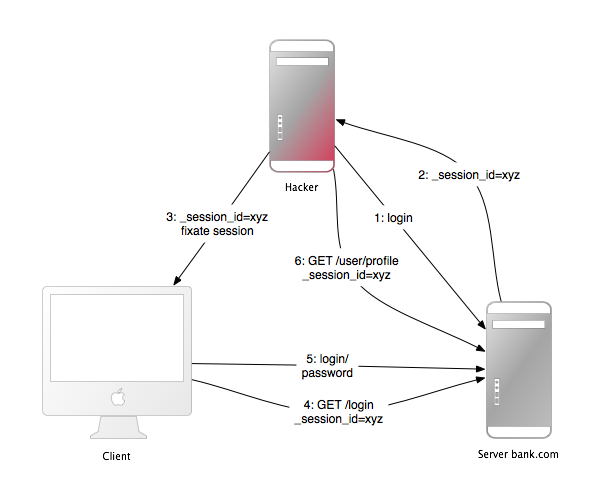 Hacker
2: _session_id=xyz
3: _session_id=xyz
fixate session
1: login
6: GET /user/profile
_session_id=xyz
5: login/
password
4: GET /login
_session_id=xyz
Client
Server bank.com